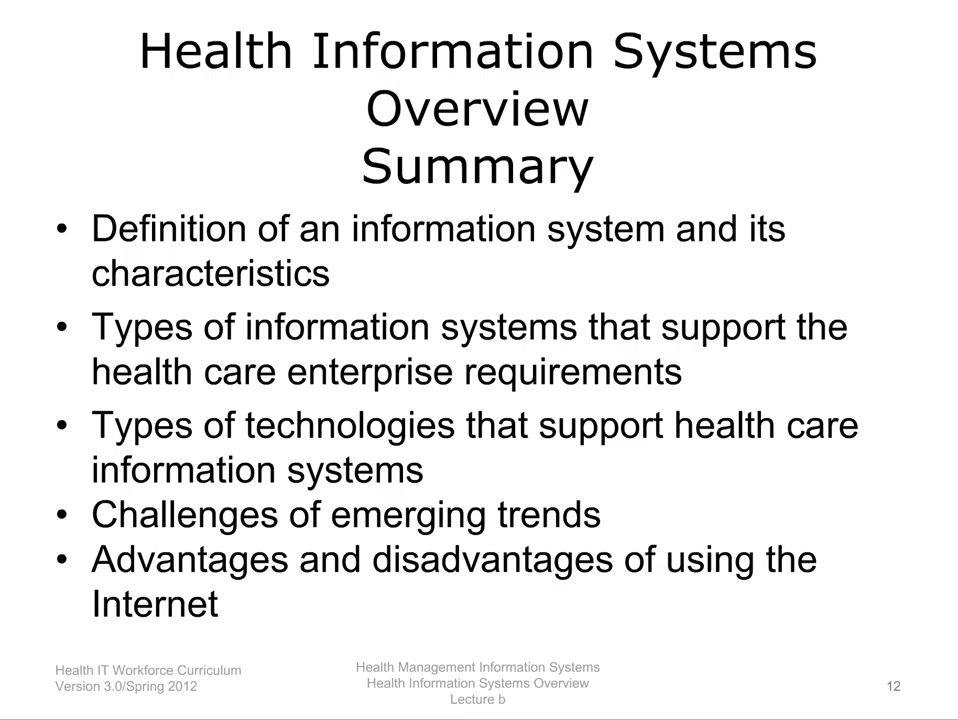 Health Information Systems
Overview
Summary
• Definition of an information system and its
characteristics
• Types of information systems that support the
health care enterprise requirements
• Types of technologies that support health care
information systems
• Challenges of emerging trends
• Advantages and disadvantages of using the
Internet
Health IT Workforce Curriculum
Version 3.0/Spring 2012
Health Management Information Systems
Health Information Systems Overview
Lecture b
12